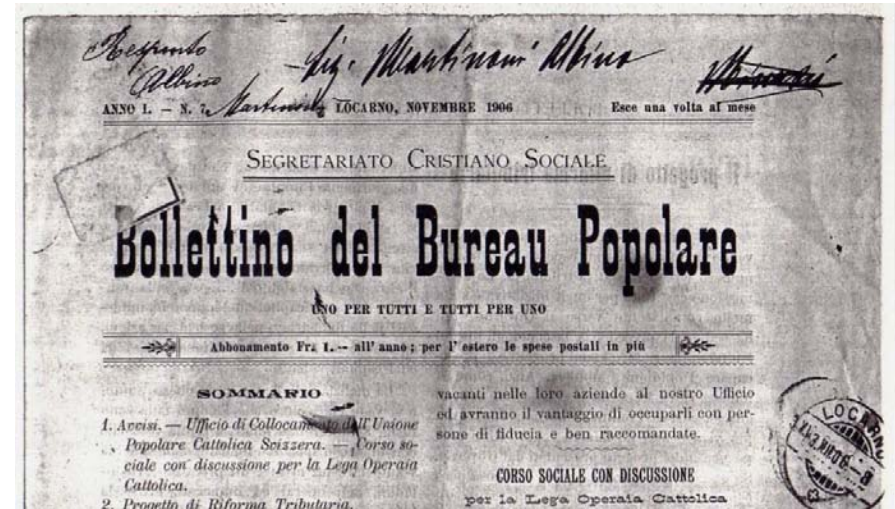 Respinto
Albino
Sig. Martinoni Albino
Minusio
Martinoni
ANNO I. — N. 7. LOCARNO, NOVEMBRE 1906 Esce una volta al mese
SEGRETARIATO CRISTIANO SOCIALE
Bollettino del Bureau Popolare
UNO PER TUTTI E TUTTI PER UNO
Abbonamento Fr. 1.— all' anno; per l' estero le spese postali in più
SOMMARIO
1. Avvisi. — Ufficio di Collocamento dell'Unione
Popolare Cattolica Svizzera. — Corso so-
ciale con discussione per la Lega Operaia
Cattolica.
2. Progetto di Riforma Tributaria.
vacanti nelle loro aziende al nostro Ufficio
ed avranno il vantaggio di occuparli con per-
sone di fiducia e ben raccomandate.
CORSO SOCIALE CON DISCUSSIONE
per la Lega Operaia Cattolica
LOCARNO